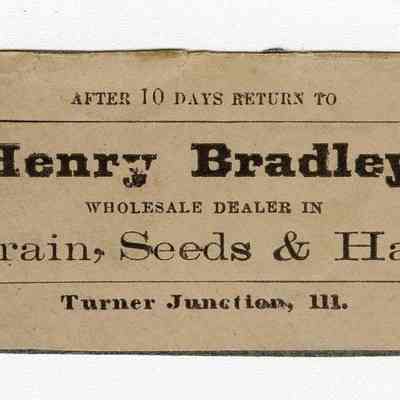 AFTER 10 DAYS RETURN TO
Henry Bradley
WHOLESALE DEALER IN
rain, Seeds & Ha
Turner Junction, Ill.